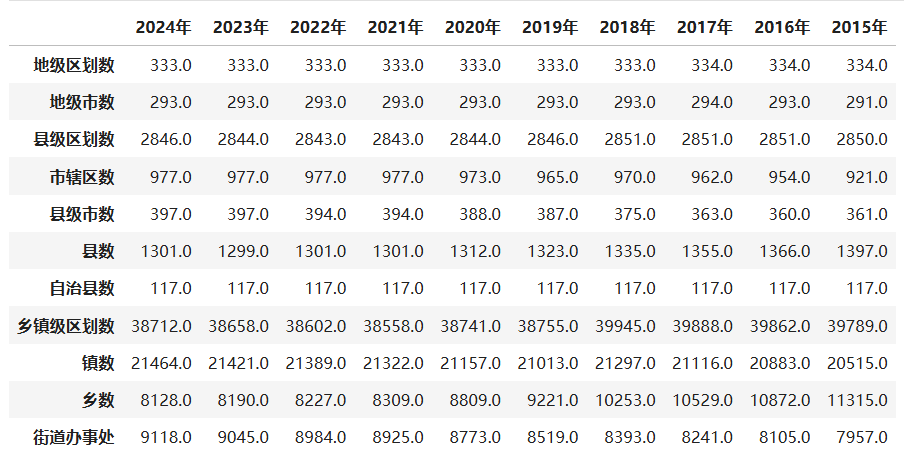 2024年 2023年 2022年 2021年 2020年 2019年 2018年 2017年 2016年 2015年
地级区划数 333.0 333.0 333.0 333.0 333.0 333.0 333.0 334.0 334.0 334.0
地级市数 293.0 293.0 293.0 293.0 293.0 293.0 293.0 294.0 293.0 291.0
县级区划数 2846.0 2844.0 2843.0 2843.0 2844.0 2846.0 2851.0 2851.0 2851.0 2850.0
市辖区数 977.0 977.0 977.0 977.0 973.0 965.0 970.0 962.0 954.0 921.0
县级市数 397.0 397.0 394.0 394.0 388.0 387.0 375.0 363.0 360.0 361.0
县数 1301.0 1299.0 1301.0 1301.0 1312.0 1323.0 1335.0 1355.0 1366.0 1397.0
自治县数 117.0 117.0 117.0 117.0 117.0 117.0 117.0 117.0 117.0 117.0
乡镇级区划数 38712.0 38658.0 38602.0 38558.0 38741.0 38755.0 39945.0 39888.0 39862.0 39789.0
镇数 21464.0 21421.0 21389.0 21322.0 21157.0 21013.0 21297.0 21116.0 20883.0 20515.0
乡数 8128.0 8190.0 8227.0 8309.0 8809.0 9221.0 10253.0 10529.0 10872.0 11315.0
街道办事处 9118.0 9045.0 8984.0 8925.0 8773.0 8519.0 8393.0 8241.0 8105.0 7957.0